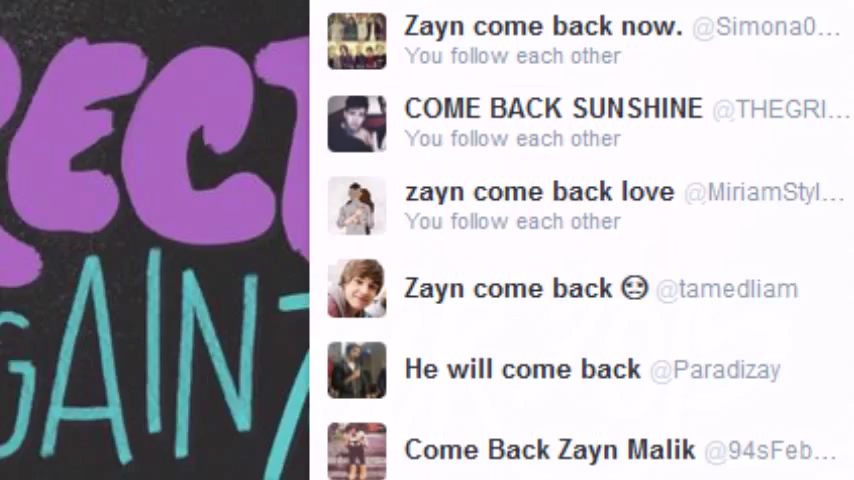 RECT
GAINT
Zayn come back now. @Simona0...
You follow each other
COME BACK SUNSHINE @THEGRI...
You follow each other
zayn come back love @MiriamStyl...
You follow each other
Zayn come back 😔 @tamedliam
He will come back @Paradizay
Come Back Zayn Malik @94sFeb...